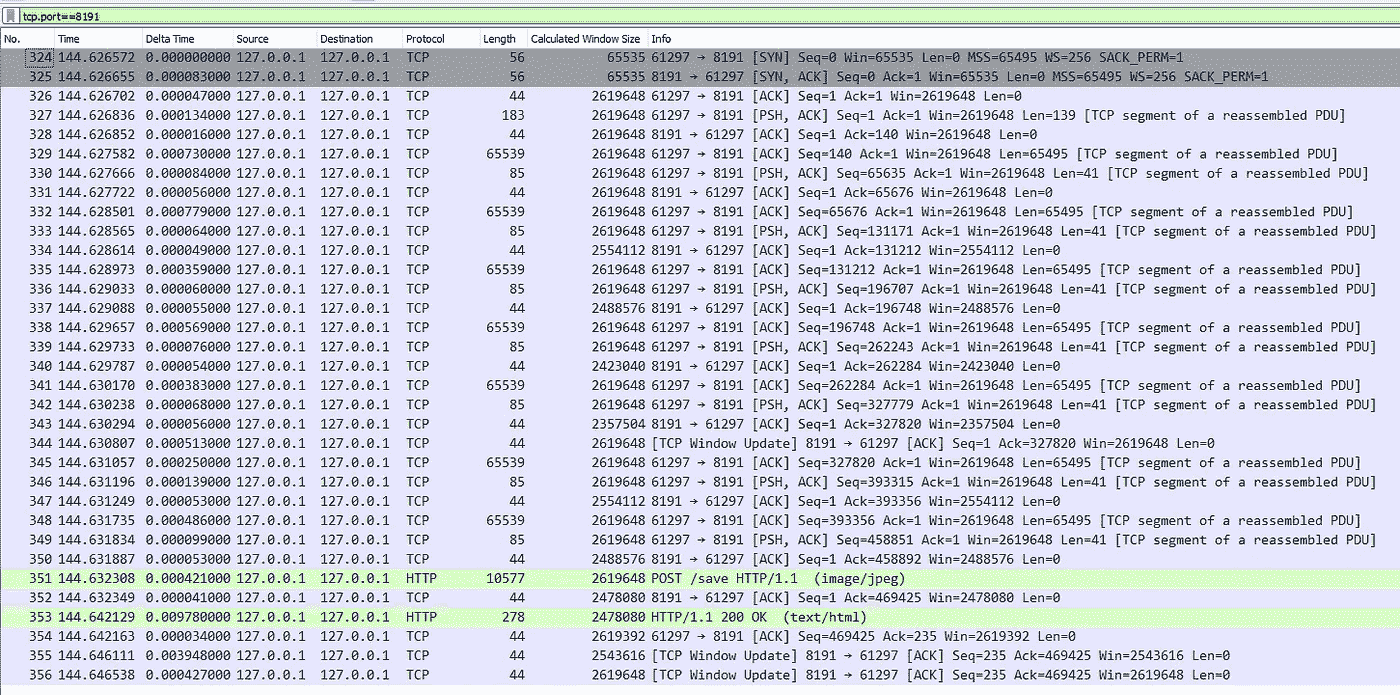 tcp.port==8191
No. Time Delta Time Source Destination Protocol Length Calculated Window Size Info
324 144.626572 0.000000000 127.0.0.1 127.0.0.1 TCP 56 65535 61297 → 8191 [SYN] Seq=0 Win=65535 Len=0 MSS=65495 WS=256 SACK_PERM=1
325 144.626655 0.000083000 127.0.0.1 127.0.0.1 TCP 56 65535 8191 → 61297 [SYN, ACK] Seq=0 Ack=1 Win=65535 Len=0 MSS=65495 WS=256 SACK_PERM=1
326 144.626702 0.000047000 127.0.0.1 127.0.0.1 TCP 44 2619648 61297 → 8191 [ACK] Seq=1 Ack=1 Win=2619648 Len=0
327 144.626836 0.000134000 127.0.0.1 127.0.0.1 TCP 183 2619648 61297 → 8191 [PSH, ACK] Seq=1 Ack=1 Win=2619648 Len=139 [TCP segment of a reassembled PDU]
328 144.626852 0.000016000 127.0.0.1 127.0.0.1 TCP 44 2619648 8191 → 61297 [ACK] Seq=1 Ack=140 Win=2619648 Len=0
329 144.627582 0.000730000 127.0.0.1 127.0.0.1 TCP 65539 2619648 61297 → 8191 [ACK] Seq=140 Ack=1 Win=2619648 Len=65495 [TCP segment of a reassembled PDU]
330 144.627666 0.000084000 127.0.0.1 127.0.0.1 TCP 85 2619648 61297 → 8191 [PSH, ACK] Seq=65635 Ack=1 Win=2619648 Len=41 [TCP segment of a reassembled PDU]
331 144.627722 0.000056000 127.0.0.1 127.0.0.1 TCP 44 2619648 8191 → 61297 [ACK] Seq=1 Ack=65676 Win=2619648 Len=0
332 144.628501 0.000779000 127.0.0.1 127.0.0.1 TCP 65539 2619648 61297 → 8191 [ACK] Seq=65676 Ack=1 Win=2619648 Len=65495 [TCP segment of a reassembled PDU]
333 144.628565 0.000064000 127.0.0.1 127.0.0.1 TCP 85 2619648 61297 → 8191 [PSH, ACK] Seq=131171 Ack=1 Win=2619648 Len=41 [TCP segment of a reassembled PDU]
334 144.628614 0.000049000 127.0.0.1 127.0.0.1 TCP 44 2554112 8191 → 61297 [ACK] Seq=1 Ack=131212 Win=2554112 Len=0
335 144.628973 0.000359000 127.0.0.1 127.0.0.1 TCP 65539 2619648 61297 → 8191 [ACK] Seq=131212 Ack=1 Win=2619648 Len=65495 [TCP segment of a reassembled PDU]
336 144.629033 0.000060000 127.0.0.1 127.0.0.1 TCP 85 2619648 61297 → 8191 [PSH, ACK] Seq=196707 Ack=1 Win=2619648 Len=41 [TCP segment of a reassembled PDU]
337 144.629088 0.000055000 127.0.0.1 127.0.0.1 TCP 44 2488576 8191 → 61297 [ACK] Seq=1 Ack=196748 Win=2488576 Len=0
338 144.629657 0.000569000 127.0.0.1 127.0.0.1 TCP 65539 2619648 61297 → 8191 [ACK] Seq=196748 Ack=1 Win=2619648 Len=65495 [TCP segment of a reassembled PDU]
339 144.629733 0.000076000 127.0.0.1 127.0.0.1 TCP 85 2619648 61297 → 8191 [PSH, ACK] Seq=262243 Ack=1 Win=2619648 Len=41 [TCP segment of a reassembled PDU]
340 144.629787 0.000054000 127.0.0.1 127.0.0.1 TCP 44 2423040 8191 → 61297 [ACK] Seq=1 Ack=262284 Win=2423040 Len=0
341 144.630170 0.000383000 127.0.0.1 127.0.0.1 TCP 65539 2619648 61297 → 8191 [ACK] Seq=262284 Ack=1 Win=2619648 Len=65495 [TCP segment of a reassembled PDU]
342 144.630238 0.000068000 127.0.0.1 127.0.0.1 TCP 85 2619648 61297 → 8191 [PSH, ACK] Seq=327779 Ack=1 Win=2619648 Len=41 [TCP segment of a reassembled PDU]
343 144.630294 0.000056000 127.0.0.1 127.0.0.1 TCP 44 2357504 8191 → 61297 [ACK] Seq=1 Ack=327820 Win=2357504 Len=0
344 144.630807 0.000513000 127.0.0.1 127.0.0.1 TCP 44 2619648 [TCP Window Update] 8191 → 61297 [ACK] Seq=1 Ack=327820 Win=2619648 Len=0
345 144.631057 0.000250000 127.0.0.1 127.0.0.1 TCP 65539 2619648 61297 → 8191 [ACK] Seq=327820 Ack=1 Win=2619648 Len=65495 [TCP segment of a reassembled PDU]
346 144.631196 0.000139000 127.0.0.1 127.0.0.1 TCP 85 2619648 61297 → 8191 [PSH, ACK] Seq=393315 Ack=1 Win=2619648 Len=41 [TCP segment of a reassembled PDU]
347 144.631249 0.000053000 127.0.0.1 127.0.0.1 TCP 44 2554112 8191 → 61297 [ACK] Seq=1 Ack=393356 Win=2554112 Len=0
348 144.631735 0.000486000 127.0.0.1 127.0.0.1 TCP 65539 2619648 61297 → 8191 [ACK] Seq=393356 Ack=1 Win=2619648 Len=65495 [TCP segment of a reassembled PDU]
349 144.631834 0.000099000 127.0.0.1 127.0.0.1 TCP 85 2619648 61297 → 8191 [PSH, ACK] Seq=458851 Ack=1 Win=2619648 Len=41 [TCP segment of a reassembled PDU]
350 144.631887 0.000053000 127.0.0.1 127.0.0.1 TCP 44 2488576 8191 → 61297 [ACK] Seq=1 Ack=458892 Win=2488576 Len=0
351 144.632308 0.000421000 127.0.0.1 127.0.0.1 HTTP 10577 2619648 POST /save HTTP/1.1 (image/jpeg)
352 144.632349 0.000041000 127.0.0.1 127.0.0.1 TCP 44 2478080 8191 → 61297 [ACK] Seq=1 Ack=469425 Win=2478080 Len=0
353 144.642129 0.009780000 127.0.0.1 127.0.0.1 HTTP 278 2478080 HTTP/1.1 200 OK (text/html)
354 144.642163 0.000034000 127.0.0.1 127.0.0.1 TCP 44 2619392 61297 → 8191 [ACK] Seq=469425 Ack=235 Win=2619392 Len=0
355 144.646111 0.003948000 127.0.0.1 127.0.0.1 TCP 44 2543616 [TCP Window Update] 8191 → 61297 [ACK] Seq=235 Ack=469425 Win=2543616 Len=0
356 144.646538 0.000427000 127.0.0.1 127.0.0.1 TCP 44 2619648 [TCP Window Update] 8191 → 61297 [ACK] Seq=235 Ack=469425 Win=2619648 Len=0